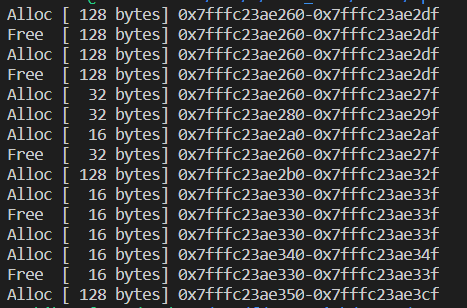 Alloc [ 128 bytes] 0x7fffc23ae260-0x7fffc23ae2df
Free  [ 128 bytes] 0x7fffc23ae260-0x7fffc23ae2df
Alloc [ 128 bytes] 0x7fffc23ae260-0x7fffc23ae2df
Free  [ 128 bytes] 0x7fffc23ae260-0x7fffc23ae2df
Alloc [  32 bytes] 0x7fffc23ae260-0x7fffc23ae27f
Alloc [  32 bytes] 0x7fffc23ae280-0x7fffc23ae29f
Alloc [  16 bytes] 0x7fffc23ae2a0-0x7fffc23ae2af
Free  [  32 bytes] 0x7fffc23ae260-0x7fffc23ae27f
Alloc [ 128 bytes] 0x7fffc23ae2b0-0x7fffc23ae32f
Alloc [  16 bytes] 0x7fffc23ae330-0x7fffc23ae33f
Free  [  16 bytes] 0x7fffc23ae330-0x7fffc23ae33f
Alloc [  16 bytes] 0x7fffc23ae330-0x7fffc23ae33f
Alloc [  16 bytes] 0x7fffc23ae340-0x7fffc23ae34f
Free  [  16 bytes] 0x7fffc23ae330-0x7fffc23ae33f
Alloc [ 128 bytes] 0x7fffc23ae350-0x7fffc23ae3cf